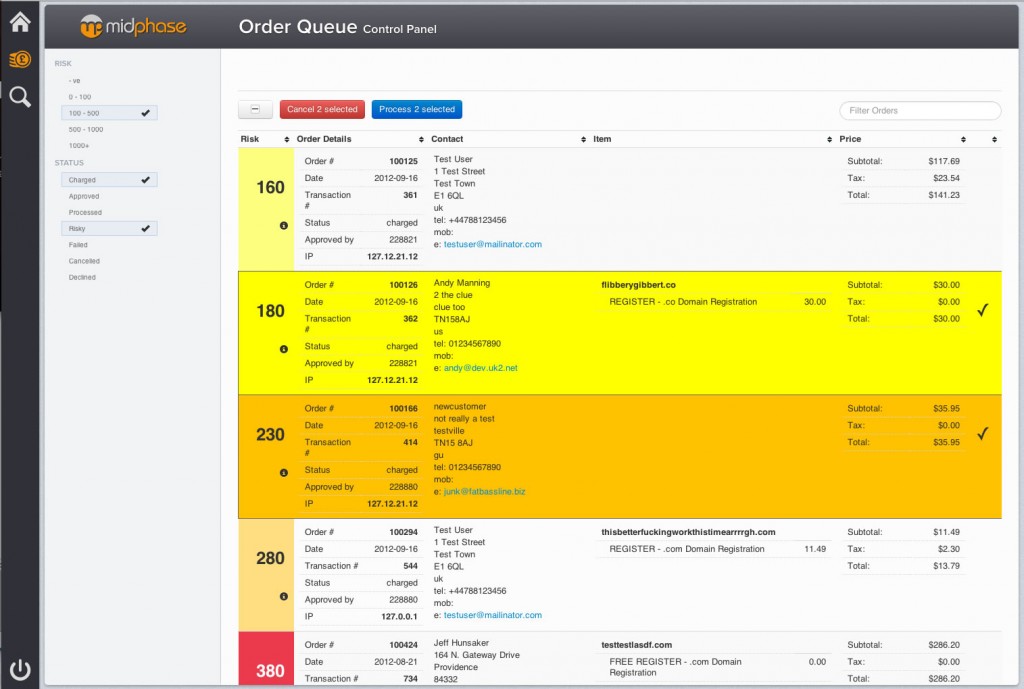 midphase
Order Queue Control Panel
RISK
- ve
0 - 100
100 - 500
500 - 1000
1000+
STATUS
Charged
Approved
Processed
Risky
Failed
Cancelled
Declined
Cancel 2 selected Process 2 selected Filter Orders
Risk Order Details Contact Item Price
160
Order # 100125
Date 2012-09-16
Transaction # 361
Status charged
Approved by 228821
IP 127.12.21.12
Test User
1 Test Street
Test Town
E1 6QL
uk
tel: +44788123456
mob:
e: testuser@mailinator.com
Subtotal: $117.69
Tax: $23.54
Total: $141.23
180
Order # 100126
Date 2012-09-16
Transaction # 362
Status charged
Approved by 228821
IP 127.12.21.12
Andy Manning
2 the clue
clue too
TN158AJ
us
tel: 01234567890
mob:
e: andy@dev.uk2.net
flibberygibbert.co
REGISTER - .co Domain Registration 30.00
Subtotal: $30.00
Tax: $0.00
Total: $30.00
230
Order # 100166
Date 2012-09-16
Transaction # 414
Status charged
Approved by 228880
IP 127.12.21.12
newcustomer
not really a test
testville
TN15 8AJ
gu
tel: 01234567890
mob:
e: junk@fatbassline.biz
Subtotal: $35.95
Tax: $0.00
Total: $35.95
280
Order # 100294
Date 2012-09-16
Transaction # 544
Status charged
Approved by 228880
IP 127.0.0.1
Test User
1 Test Street
Test Town
E1 6QL
uk
tel: +44788123456
mob:
e: testuser@mailinator.com
thisbetterfuckingworkthistimearrrrgh.com
REGISTER - .com Domain Registration 11.49
Subtotal: $11.49
Tax: $2.30
Total: $13.79
380
Order # 100424
Date 2012-08-21
Transaction # 734
Jeff Hunsaker
164 N. Gateway Drive
Providence
84332
testtestlasdf.com
FREE REGISTER - .com Domain
Registration 0.00
Subtotal: $286.20
Tax: $0.00
Total: $286.20